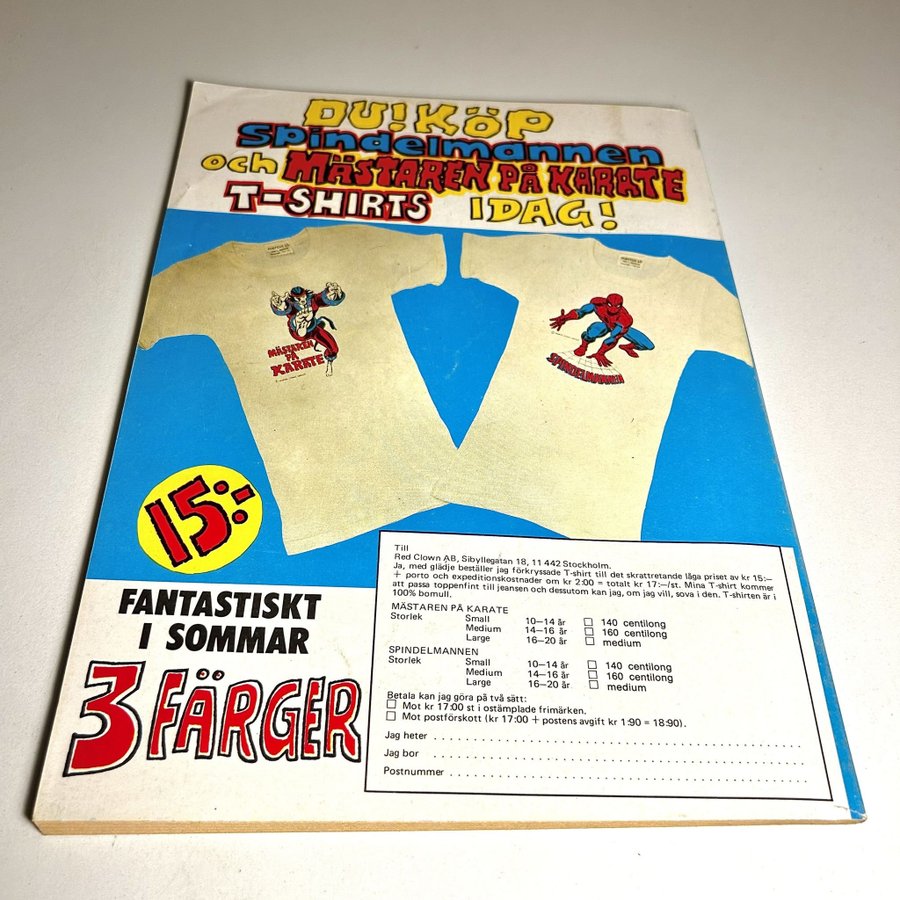 DU! KÖP
Spindelmannen
och MÄSTAREN PÅ KARATE
T-SHIRTS IDAG!
MÄSTAREN
PÅ
KARATE
SPINDELMANNEN
15:-
FANTASTISKT
I SOMMAR
3 FÄRGER
Till
Red Clown AB, Sibyllegatan 18, 11 442 Stockholm.
Ja, med glädje beställer jag förkryssade T-shirt till det skrattretande låga priset av kr 15:—
+ porto och expeditionskostnader om kr 2:00 = totalt kr 17:—/st. Mina T-shirt kommer
att passa toppenfint till jeansen och dessutom kan jag, om jag vill, sova i den. T-shirten är i
100% bomull.
MÄSTAREN PÅ KARATE
Storlek Small 10—14 år □ 140 centilong
Medium 14—16 år □ 160 centilong
Large 16—20 år □ medium
SPINDELMANNEN
Storlek Small 10—14 år □ 140 centilong
Medium 14—16 år □ 160 centilong
Large 16—20 år □ medium
Betala kan jag göra på två sätt:
□ Mot kr 17:00 st i ostämplade frimärken.
□ Mot postförskott (kr 17:00 + postens avgift kr 1:90 = 18:90).
Jag heter
Jag bor
Postnummer